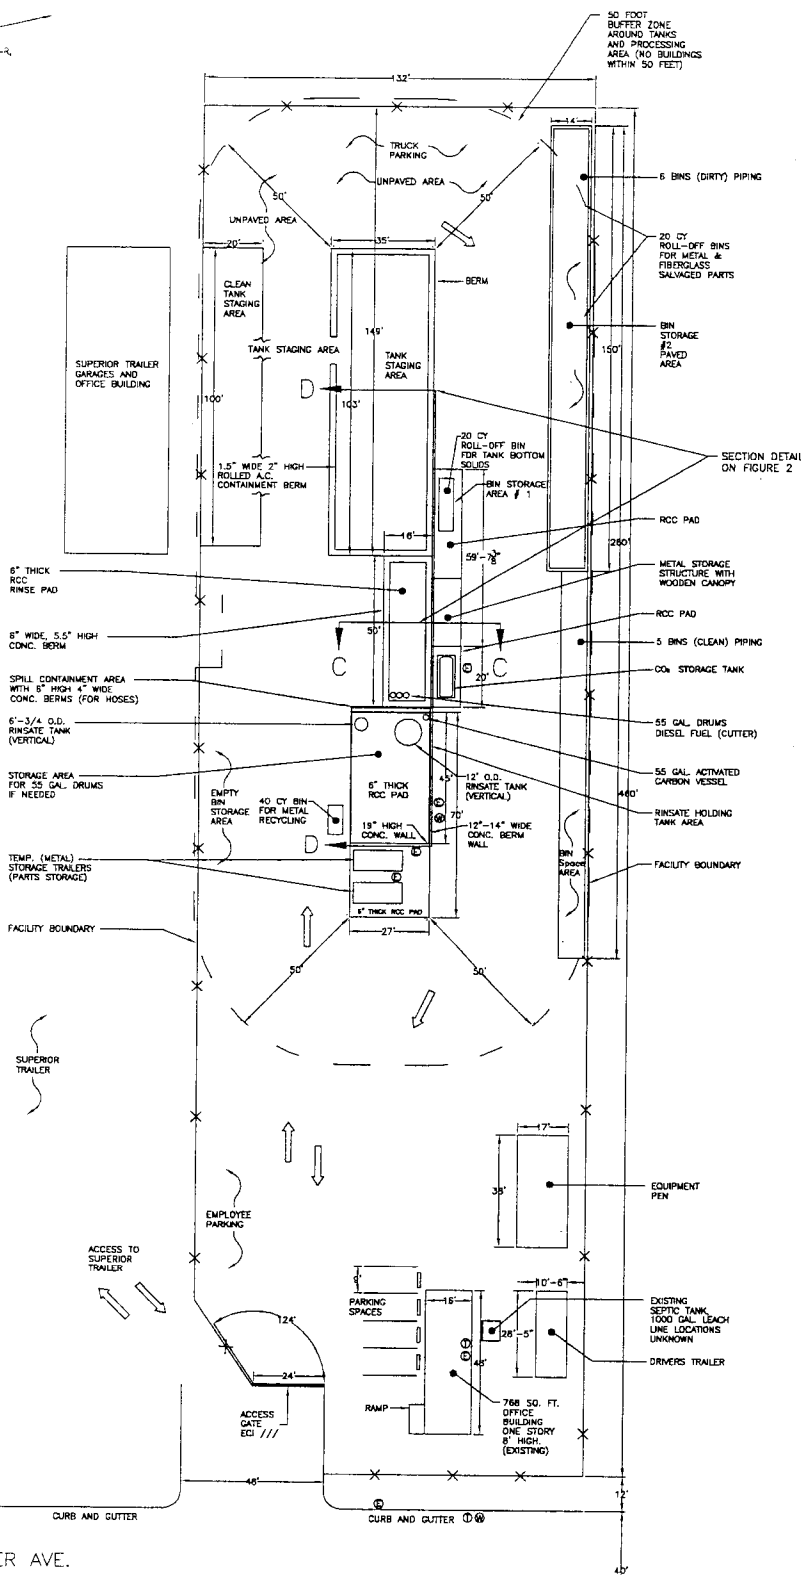 50 FOOT
BUFFER ZONE
AROUND TANKS
AND PROCESSING
AREA (NO BUILDINGS
WITHIN 50 FEET)
132'
14'
TRUCK
PARKING
UNPAVED AREA
50'
50'
UNPAVED AREA
6 BINS (DIRTY) PIPING
20'
35'
20 CY
ROLL-OFF BINS
FOR METAL &
FIBERGLASS
SALVAGED PARTS
BERM
CLEAN
TANK
STAGING
AREA
149'
TANK STAGING AREA
TANK
STAGING
AREA
BIN
STORAGE
#2
PAVED
AREA
150'
SUPERIOR TRAILER
GARAGES AND
OFFICE BUILDING
D
100'
103'
20 CY
ROLL-OFF BIN
FOR TANK BOTTOM
SOLIDS
SECTION DETAIL
ON FIGURE 2
1.5" WIDE 2" HIGH
ROLLED A.C.
CONTAINMENT BERM
BIN STORAGE
AREA # 1
RCC PAD
16'
280'
59'-7⅜"
6" THICK
RCC
RINSE PAD
METAL STORAGE
STRUCTURE WITH
WOODEN CANOPY
RCC PAD
50'
6" WIDE, 5.5" HIGH
CONC. BERM
5 BINS (CLEAN) PIPING
C
C
E
20'
CO₂ STORAGE TANK
SPILL CONTAINMENT AREA
WITH 6" HIGH 4" WIDE
CONC. BERMS (FOR HOSES)
6'-3/4 O.D.
RINSATE TANK
(VERTICAL)
55 GAL. DRUMS
DIESEL FUEL (CUTTER)
STORAGE AREA
FOR 55 GAL. DRUMS
IF NEEDED
6" THICK
RCC PAD
45'
12' O.D.
RINSATE TANK
(VERTICAL)
55 GAL. ACTIVATED
CARBON VESSEL
EMPTY
BIN
STORAGE
AREA
40 CY BIN
FOR METAL
RECYCLING
460'
E
W
70'
RINSATE HOLDING
TANK AREA
19" HIGH
CONC. WALL
12"-14" WIDE
CONC. BERM
WALL
D
E
TEMP. (METAL)
STORAGE TRAILERS
(PARTS STORAGE)
BIN
Space
AREA
FACILITY BOUNDARY
E
6" THICK RCC PAD
FACILITY BOUNDARY
27'
50'
50'
SUPERIOR
TRAILER
17'
38'
EQUIPMENT
PEN
EMPLOYEE
PARKING
ACCESS TO
SUPERIOR
TRAILER
9'
10'-6"
PARKING
SPACES
16'
EXISTING
SEPTIC TANK
1000 GAL. LEACH
LINE LOCATIONS
UNKNOWN
124'
28'-5"
T
E
48'
DRIVERS TRAILER
24'
RAMP
768 SQ. FT.
OFFICE
BUILDING
ONE STORY
8' HIGH.
(EXISTING)
ACCESS
GATE
ECI ///
48'
12'
E
CURB AND GUTTER
CURB AND GUTTER T W
ER AVE.
40'